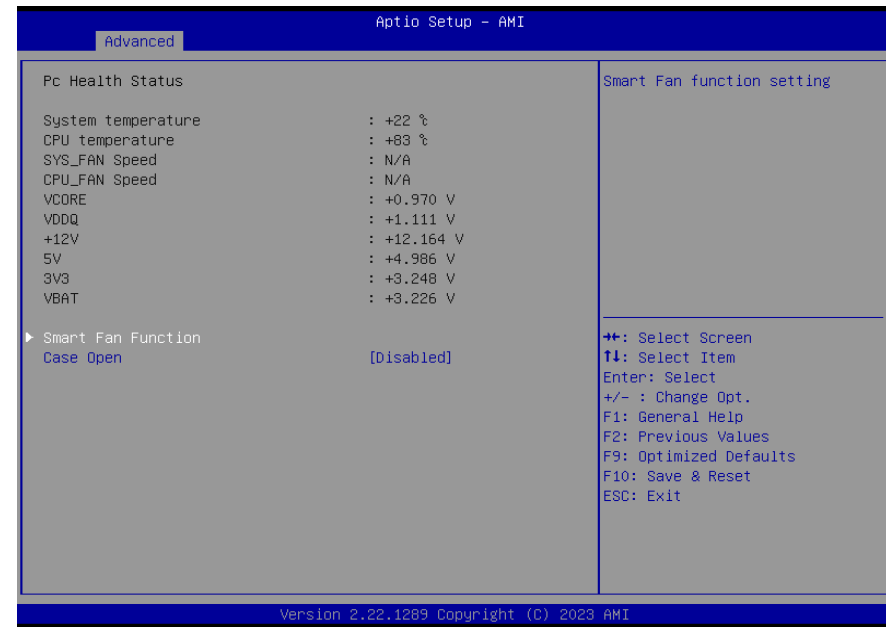 Aptio Setup – AMI
Advanced
Pc Health Status
System temperature : +22 ℃
CPU temperature : +83 ℃
SYS_FAN Speed : N/A
CPU_FAN Speed : N/A
VCORE : +0.970 V
VDDQ : +1.111 V
+12V : +12.164 V
5V : +4.986 V
3V3 : +3.248 V
VBAT : +3.226 V
Smart Fan Function
Case Open [Disabled]
Smart Fan function setting
→←: Select Screen
↑↓: Select Item
Enter: Select
+/- : Change Opt.
F1: General Help
F2: Previous Values
F9: Optimized Defaults
F10: Save & Reset
ESC: Exit
Version 2.22.1289 Copyright (C) 2023 AMI